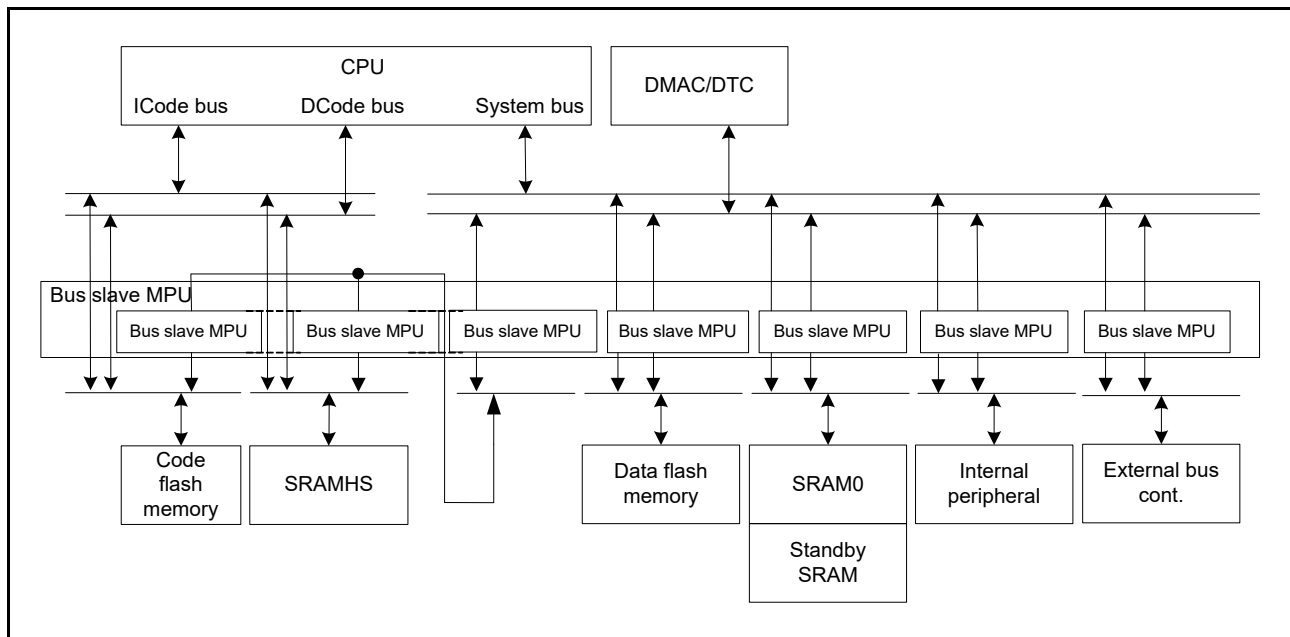 CPU
ICode bus DCode bus System bus
DMAC/DTC
Bus slave MPU
Bus slave MPU Bus slave MPU Bus slave MPU Bus slave MPU Bus slave MPU Bus slave MPU Bus slave MPU
Code
flash
memory
SRAMHS
Data flash
memory
SRAM0
Standby
SRAM
Internal
peripheral
External bus
cont.